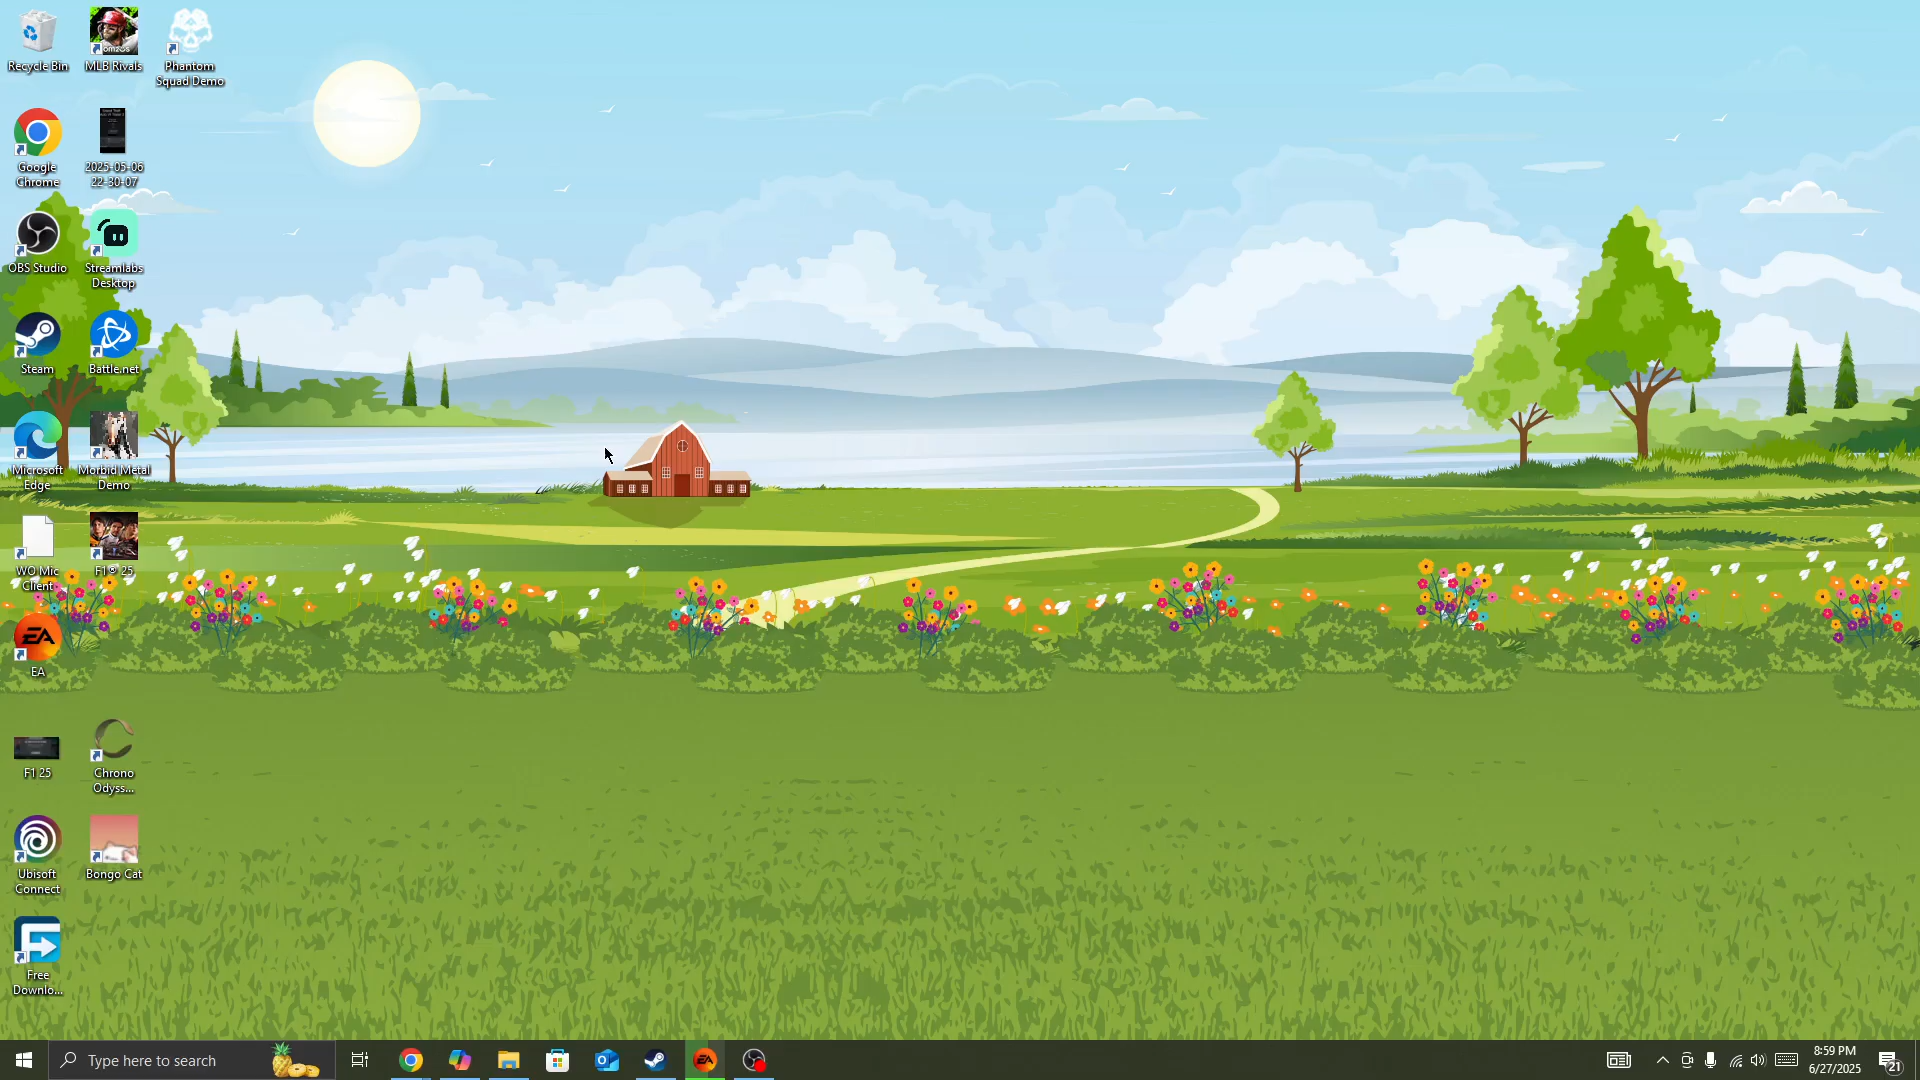 Recycle Bin
MLB Rivals
Phantom
Squad Demo
Google
Chrome
2025-05-06
22-30-07
OBS Studio
Streamlabs
Desktop
Steam
Battle.net
Microsoft
Edge
Morbid Metal
Demo
WO Mic
Client
F1® 25
EA
EA
F1 25
Chrono
Odyss...
Ubisoft
Connect
Bongo Cat
Free
Downlo...
Type here to search
EA
8:59 PM
6/27/2025
21